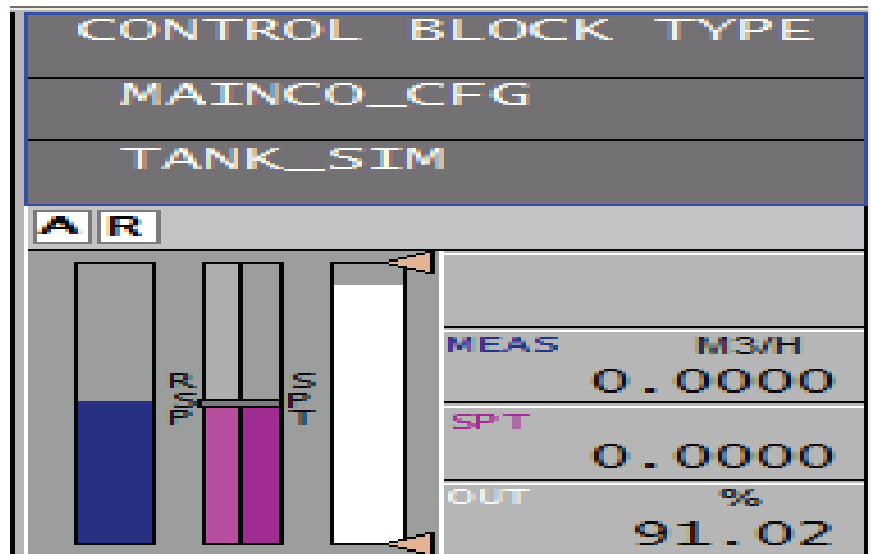 CONTROL BLOCK TYPE
MAINCO_CFG
TANK_SIM
A R
RSP
SPT
MEAS M3/H
0.0000
SPT
0.0000
OUT %
91.02